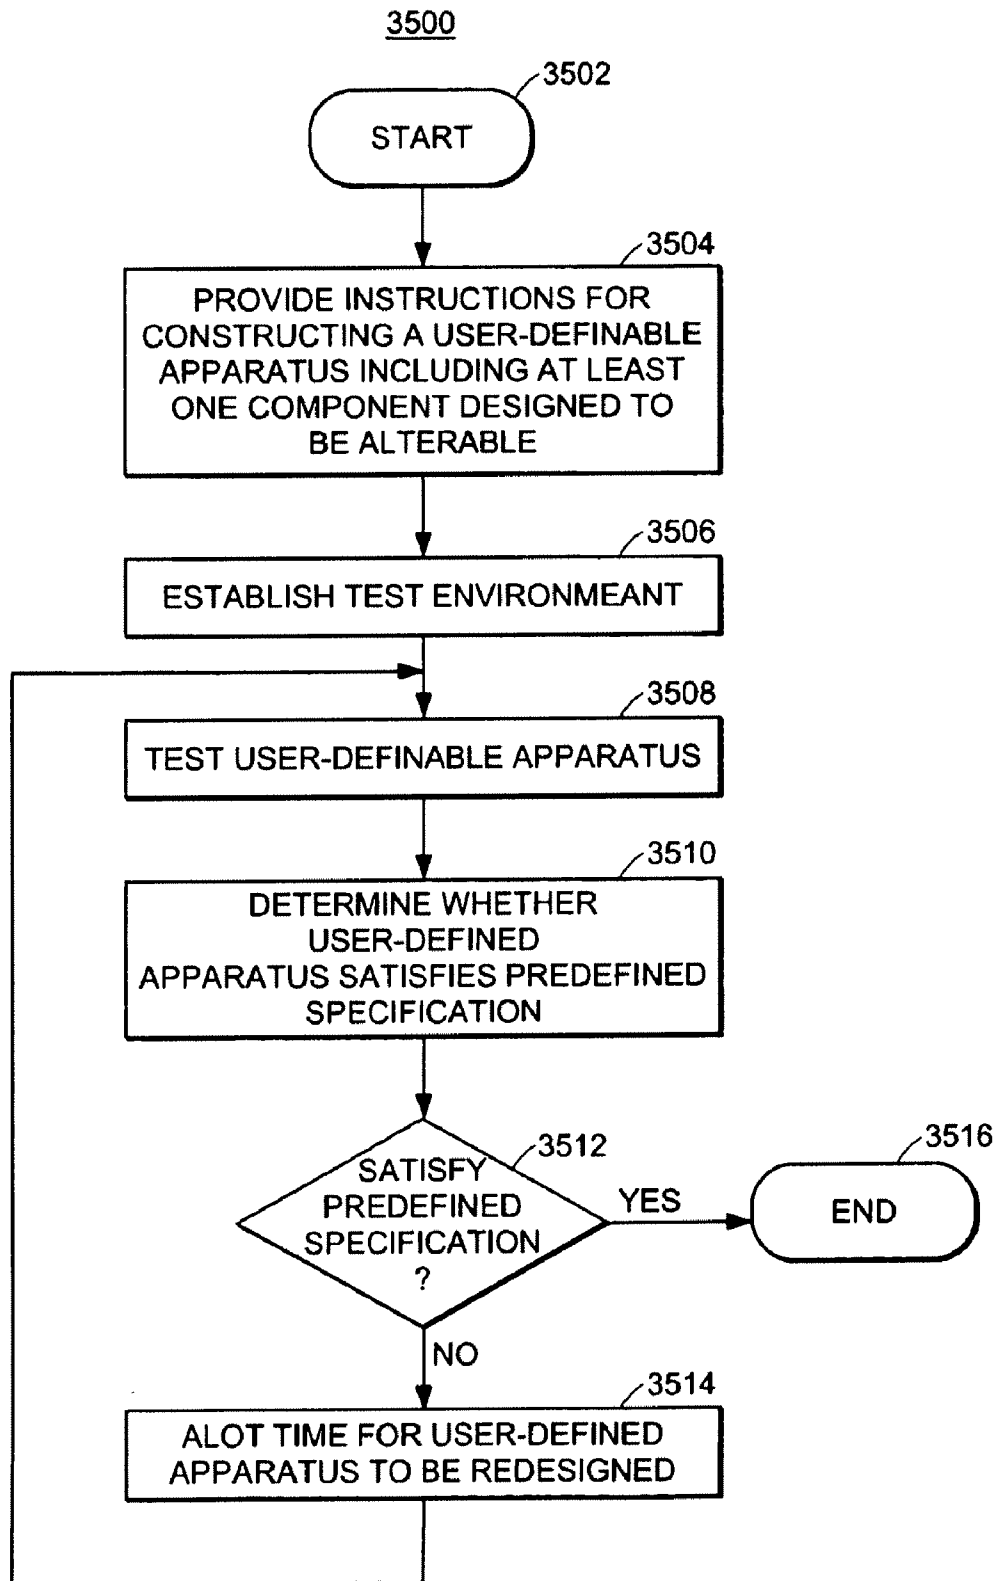 3500
3502
START
3504
PROVIDE INSTRUCTIONS FOR
CONSTRUCTING A USER-DEFINABLE
APPARATUS INCLUDING AT LEAST
ONE COMPONENT DESIGNED TO
BE ALTERABLE
3506
ESTABLISH TEST ENVIRONMEANT
3508
TEST USER-DEFINABLE APPARATUS
3510
DETERMINE WHETHER
USER-DEFINED
APPARATUS SATISFIES PREDEFINED
SPECIFICATION
3512
SATISFY
PREDEFINED
SPECIFICATION
?
YES
3516
END
NO
3514
ALOT TIME FOR USER-DEFINED
APPARATUS TO BE REDESIGNED